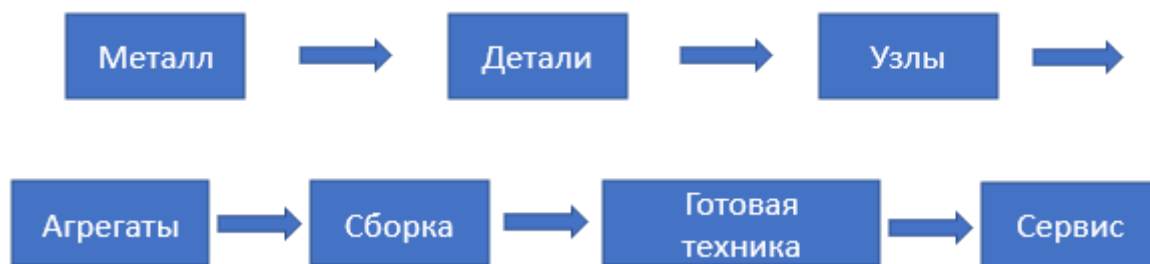 Металл
Детали
Узлы
Агрегаты
Сборка
Готовая
техника
Сервис